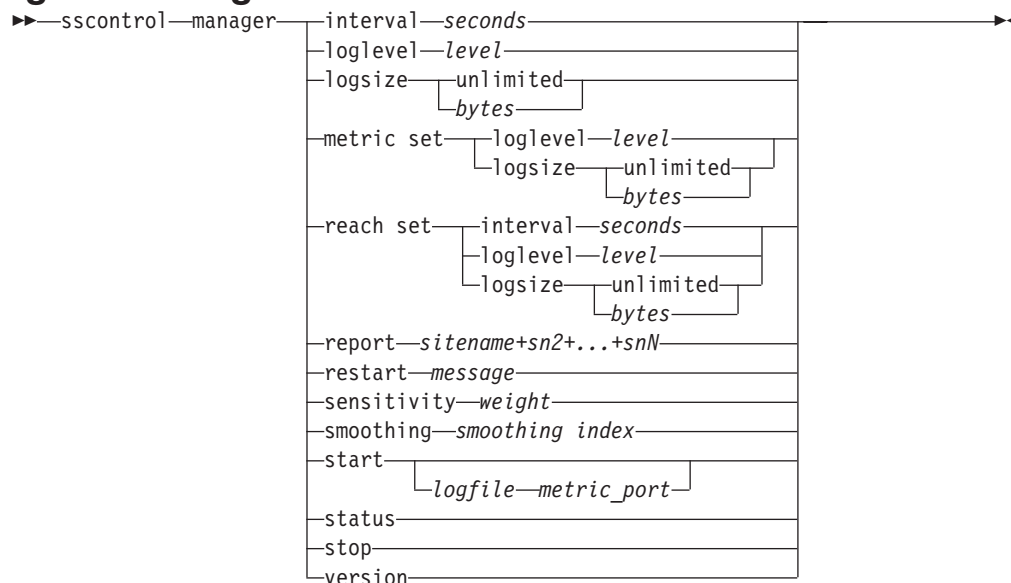 sscontrol manager interval seconds
loglevel level
logsize unlimited
bytes
metric set loglevel level
logsize unlimited
bytes
reach set interval seconds
loglevel level
logsize unlimited
bytes
report sitename+sn2+...+snN
restart message
sensitivity weight
smoothing smoothing index
start
logfile metric_port
status
stop
version